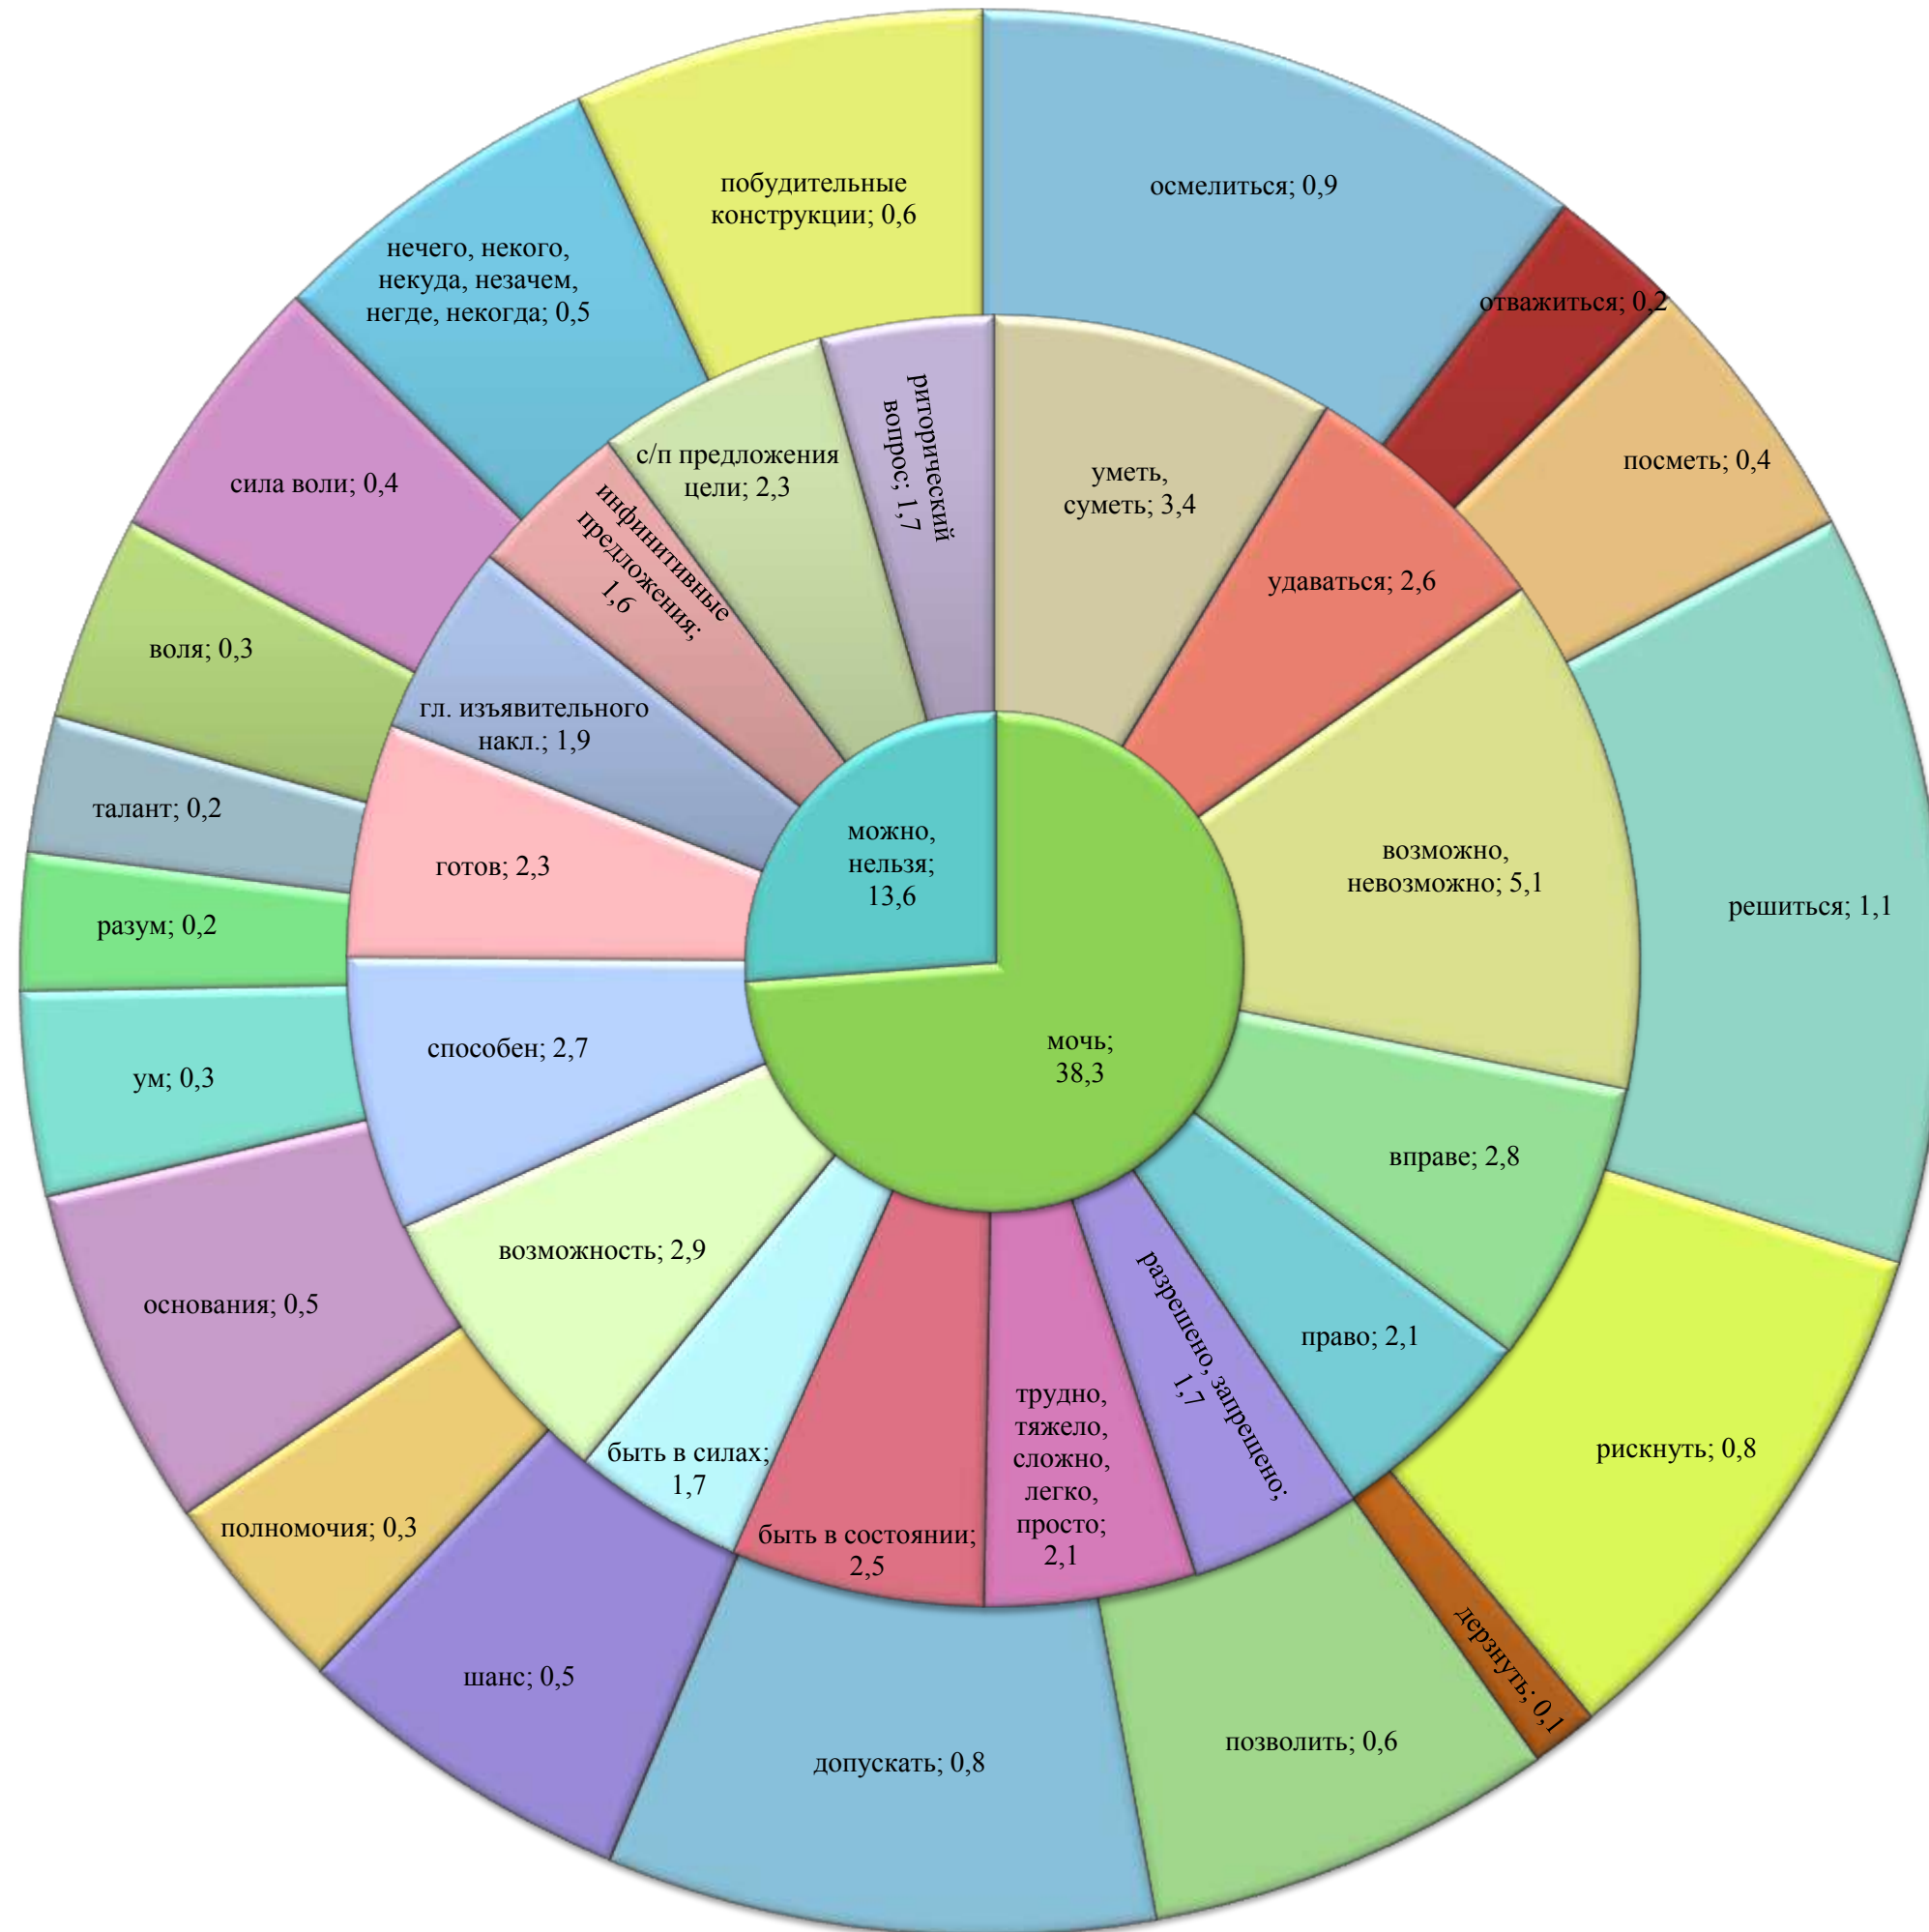 осмелиться; 0,9
отважиться; 0,2
посметь; 0,4
решиться; 1,1
рискнуть; 0,8
дерзнуть; 0,1
позволить; 0,6
допускать; 0,8
шанс; 0,5
полномочия; 0,3
основания; 0,5
ум; 0,3
разум; 0,2
талант; 0,2
воля; 0,3
сила воли; 0,4
нечего, некого,
некуда, незачем,
негде, некогда; 0,5
побудительные
конструкции; 0,6
уметь,
суметь; 3,4
удаваться; 2,6
возможно,
невозможно; 5,1
вправе; 2,8
право; 2,1
разрешено, запрещено;
1,7
трудно,
тяжело,
сложно,
легко,
просто;
2,1
быть в состоянии;
2,5
быть в силах;
1,7
возможность; 2,9
способен; 2,7
готов; 2,3
гл. изъявительного
накл.; 1,9
инфинитивные
предложения;
1,6
с/п предложения
цели; 2,3
риторический
вопрос; 1,7
можно,
нельзя;
13,6
мочь;
38,3